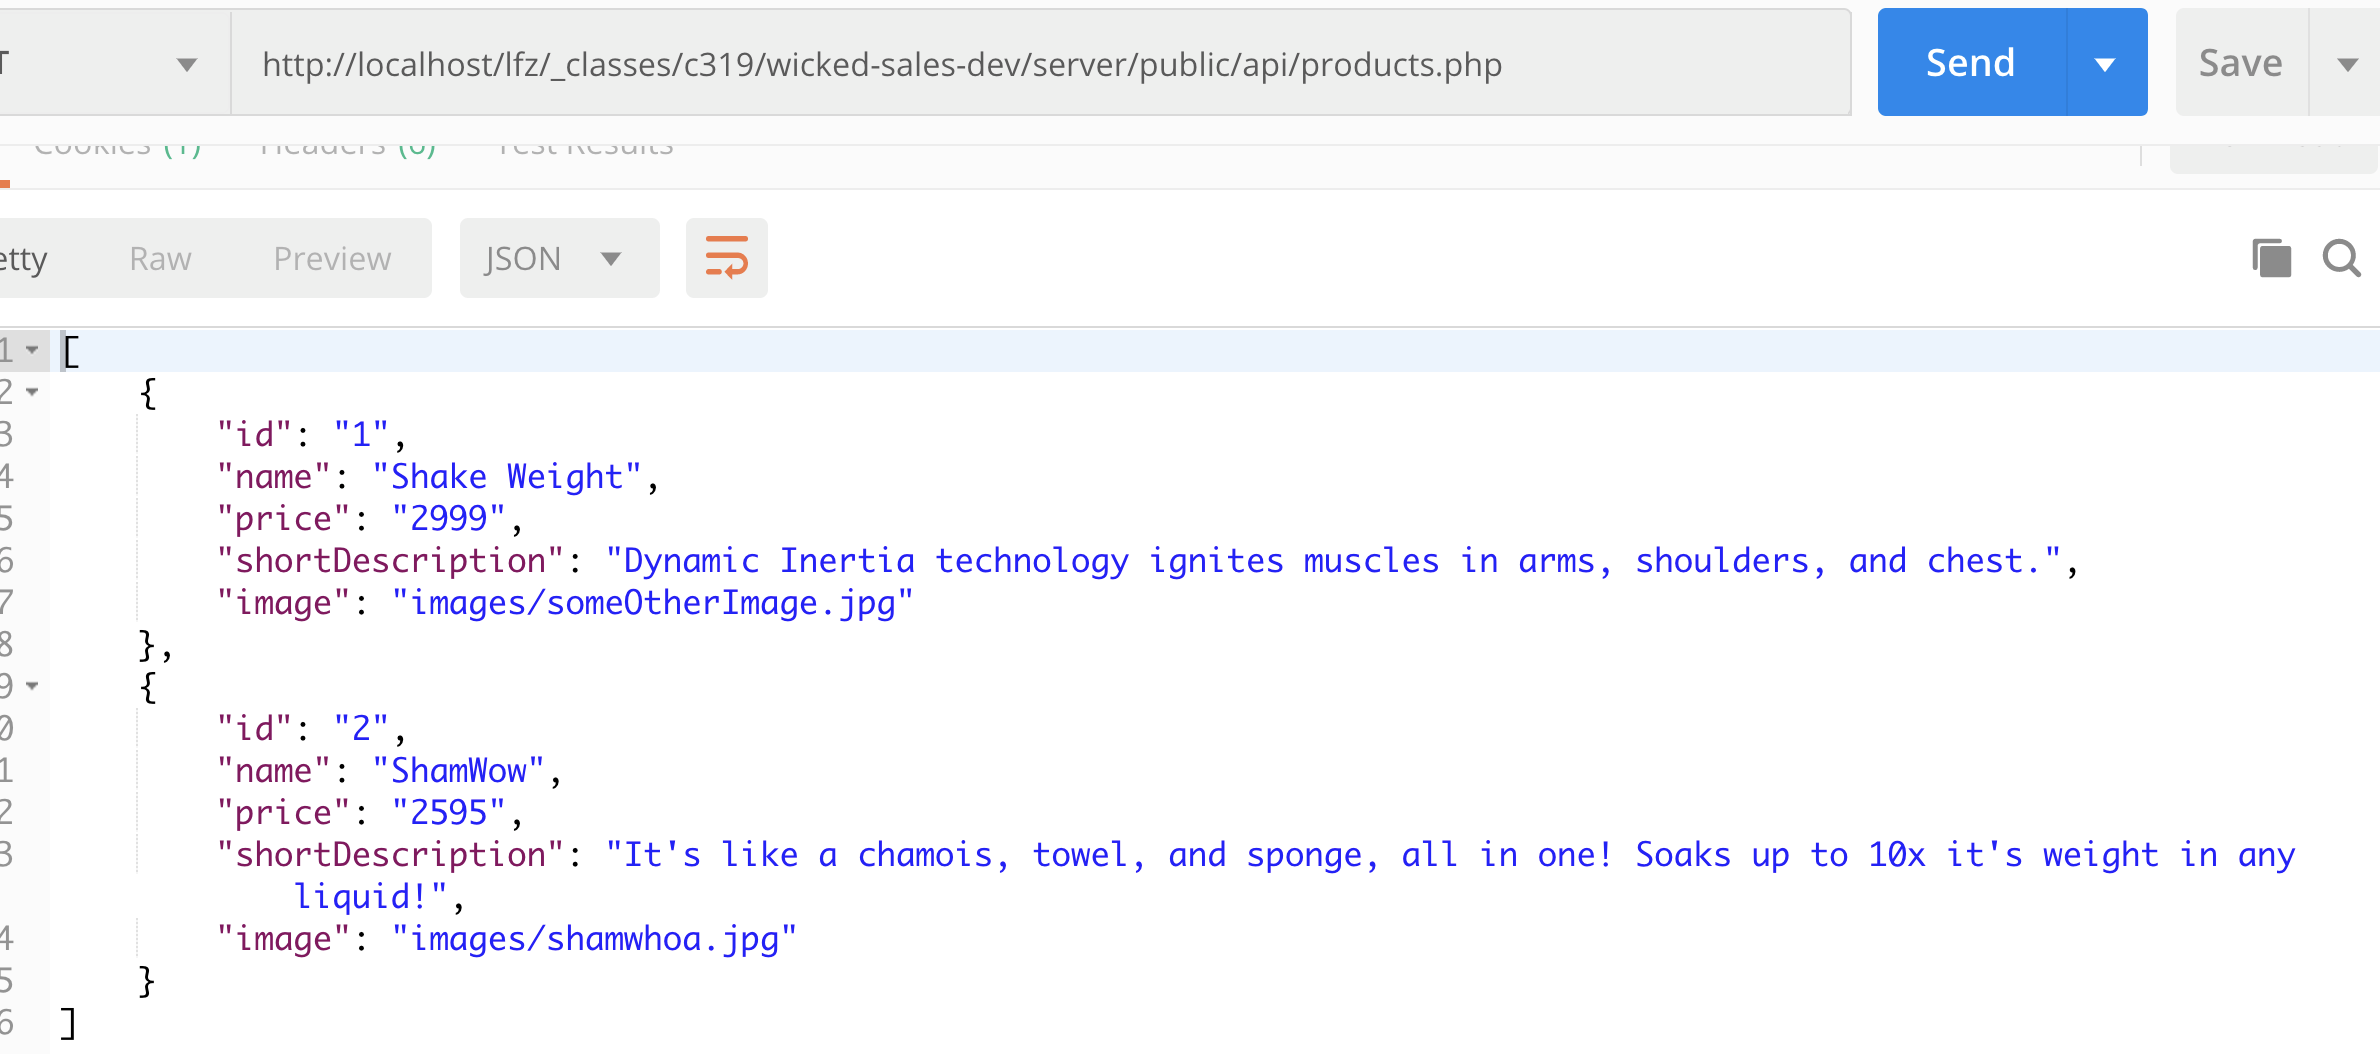 T http://localhost/lfz/_classes/c319/wicked-sales-dev/server/public/api/products.php Send Save
Cookies (1) Headers (6) Test Results
etty Raw Preview JSON
1 [
2 {
3 "id": "1",
4 "name": "Shake Weight",
5 "price": "2999",
6 "shortDescription": "Dynamic Inertia technology ignites muscles in arms, shoulders, and chest.",
7 "image": "images/someOtherImage.jpg"
8 },
9 {
0 "id": "2",
1 "name": "ShamWow",
2 "price": "2595",
3 "shortDescription": "It's like a chamois, towel, and sponge, all in one! Soaks up to 10x it's weight in any
liquid!",
4 "image": "images/shamwhoa.jpg"
5 }
6 ]